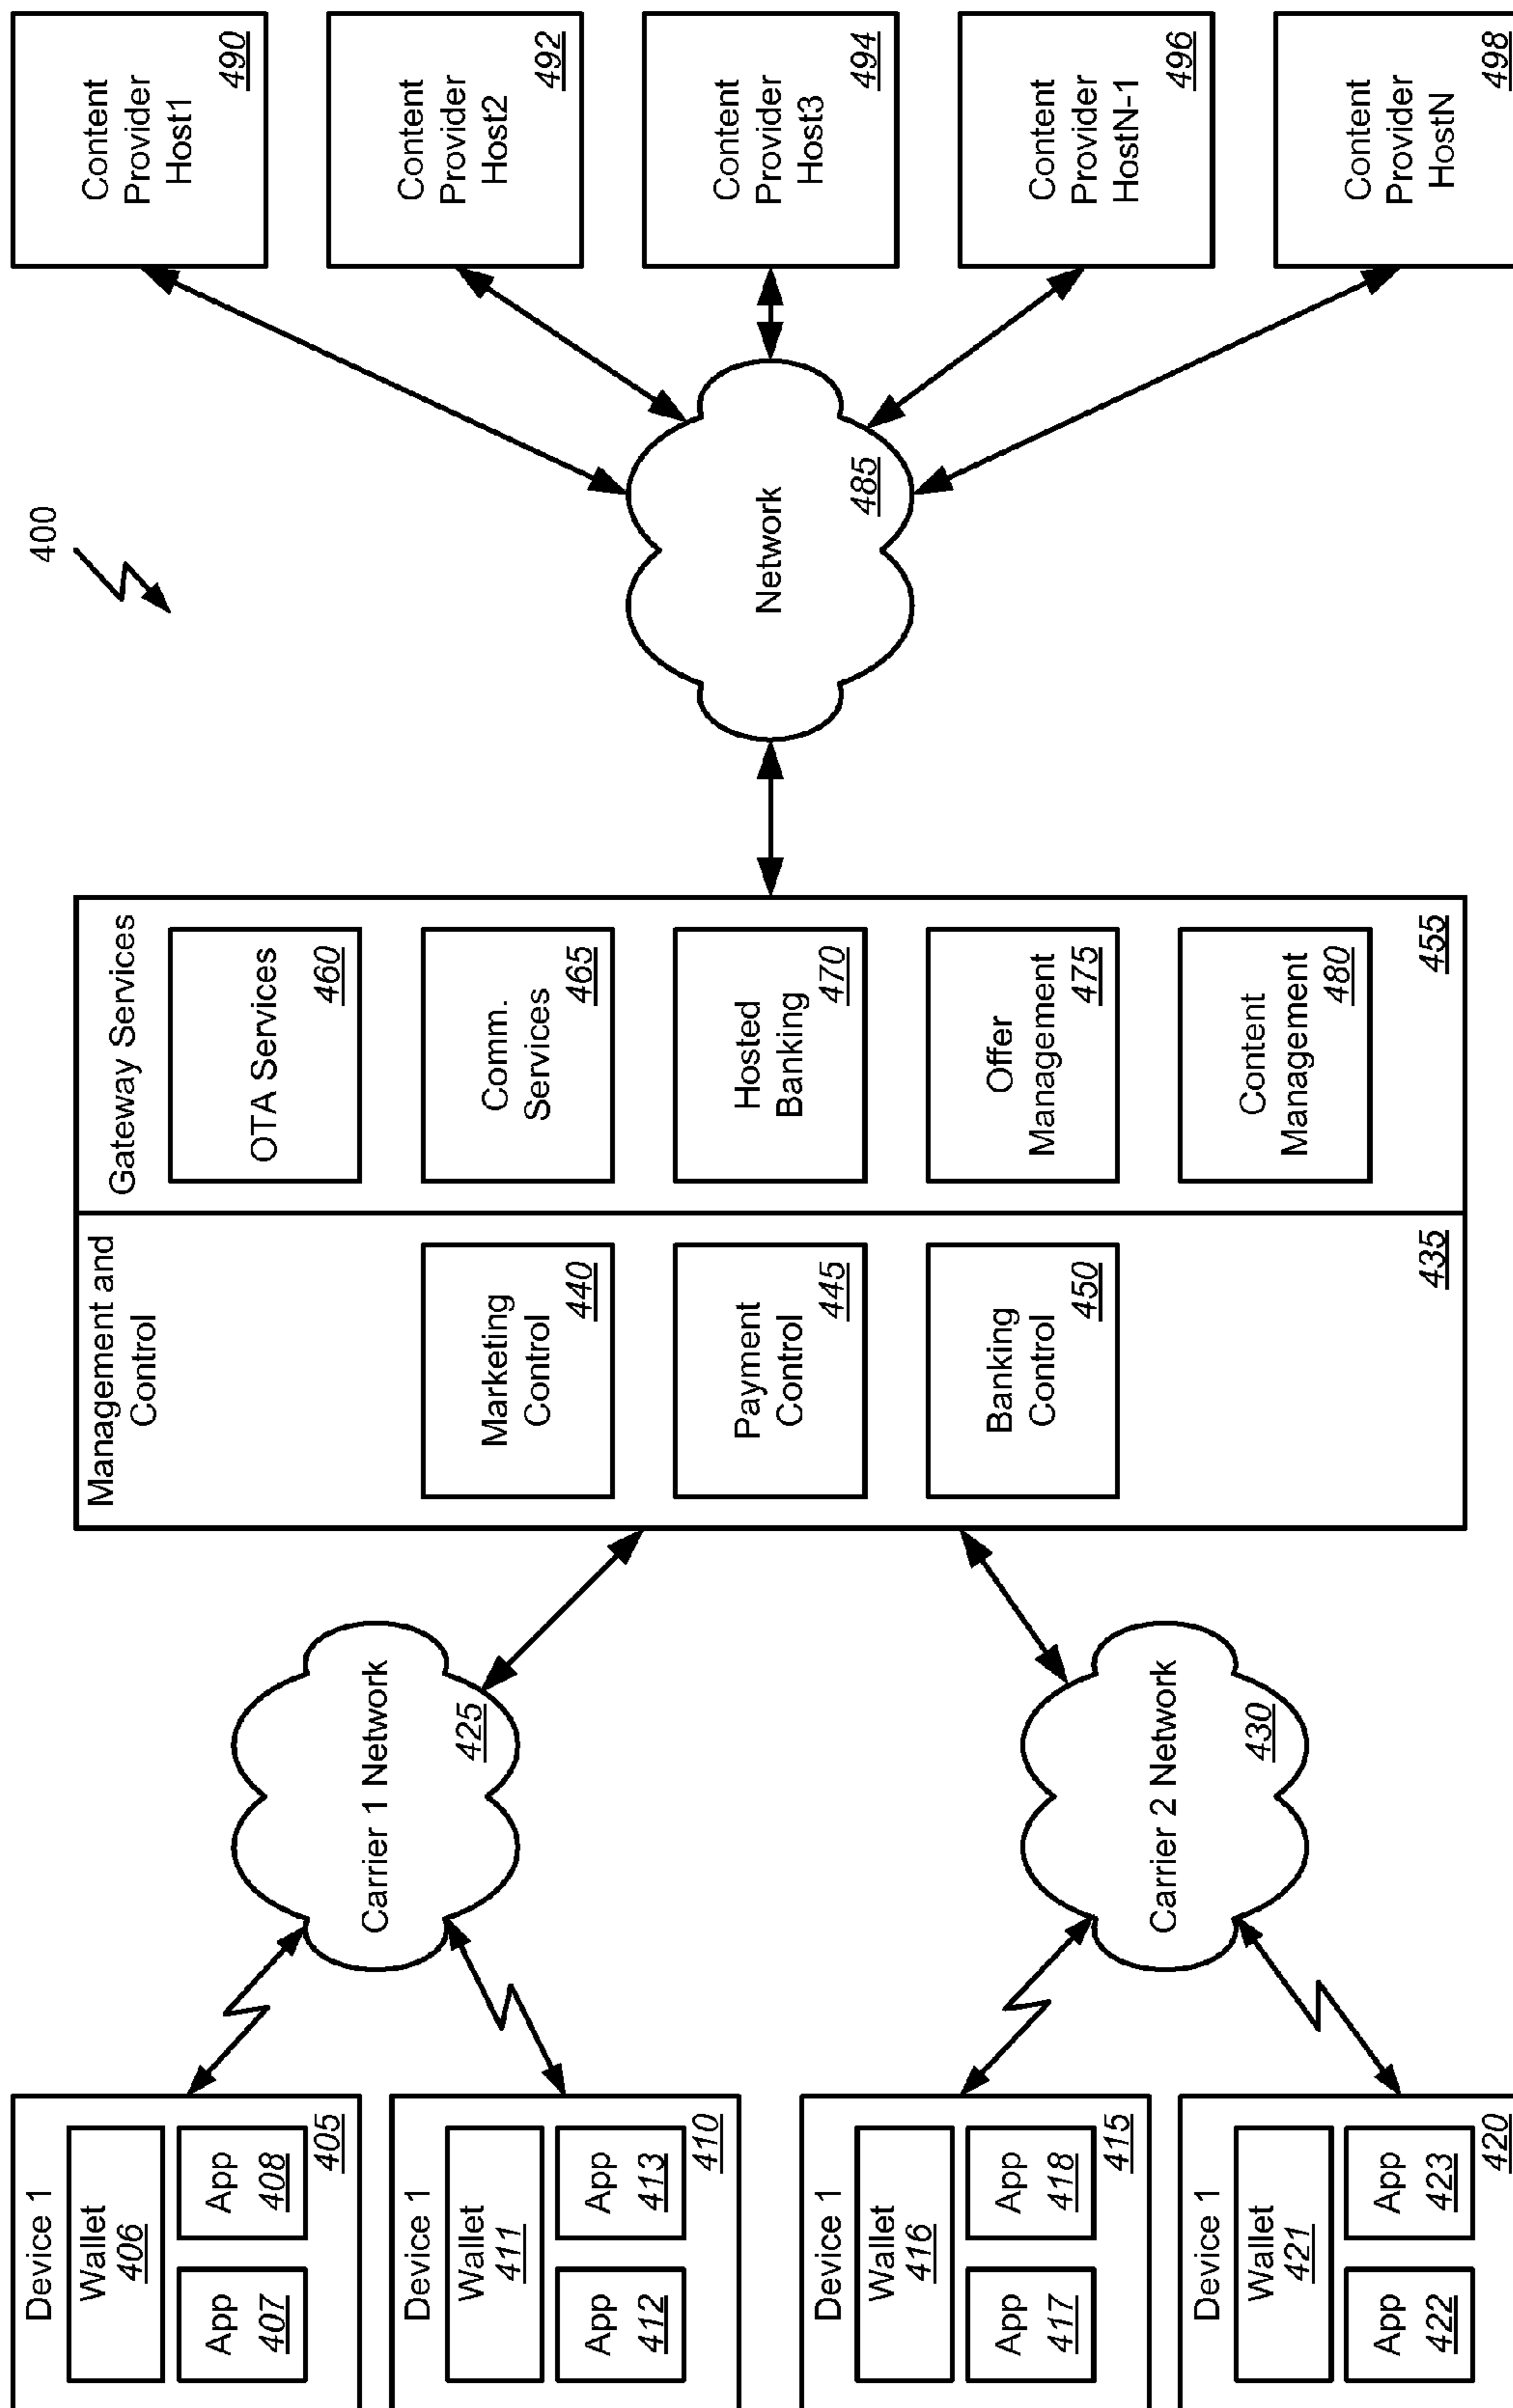 400
Device 1
Wallet
406
App
407
App
408
405
Device 1
Wallet
411
App
412
App
413
410
Device 1
Wallet
416
App
417
App
418
415
Device 1
Wallet
421
App
422
App
423
420
Carrier 1 Network
425
Carrier 2 Network
430
Management and
Control
Marketing
Control
440
Payment
Control
445
Banking
Control
450
435
Gateway Services
OTA Services
460
Comm.
Services
465
Hosted
Banking
470
Offer
Management
475
Content
Management
480
455
Network
485
Content
Provider
Host1
490
Content
Provider
Host2
492
Content
Provider
Host3
494
Content
Provider
HostN-1
496
Content
Provider
HostN
498